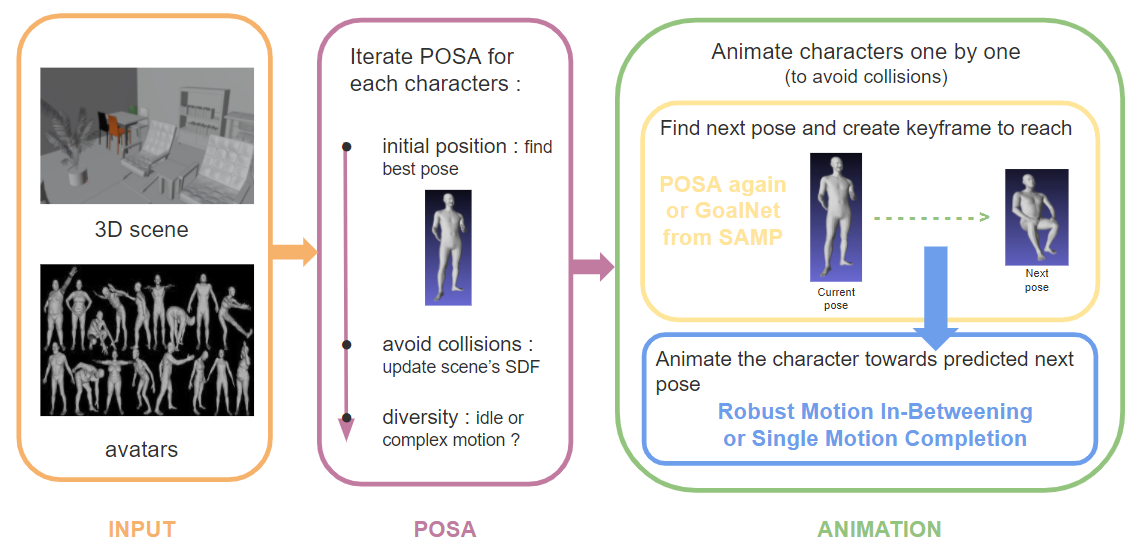 3D scene
avatars
INPUT
Iterate POSA for
each characters :
initial position : find
best pose
avoid collisions :
update scene's SDF
diversity : idle or
complex motion ?
POSA
Animate characters one by one
(to avoid collisions)
Find next pose and create keyframe to reach
POSA again
or GoalNet
from SAMP
Current
pose
Next
pose
Animate the character towards predicted next
pose
Robust Motion In-Betweening
or Single Motion Completion
ANIMATION